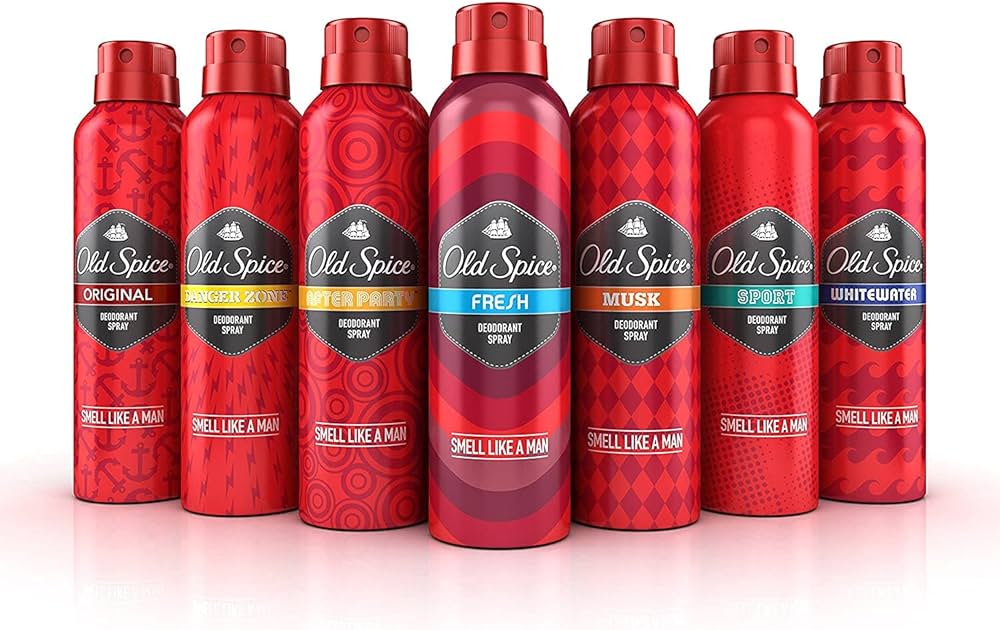 Old Spice
ORIGINAL
DEODORANT
SPRAY
SMELL LIKE A MAN
Old Spice
DANGER ZONE
DEODORANT
SPRAY
SMELL LIKE A MAN
Old Spice
AFTER PARTY
DEODORANT
SPRAY
SMELL LIKE A MAN
Old Spice
FRESH
DEODORANT
SPRAY
SMELL LIKE A MAN
Old Spice
MUSK
DEODORANT
SPRAY
SMELL LIKE A MAN
Old Spice
SPORT
DEODORANT
SPRAY
SMELL LIKE A MAN
Old Spice
WHITEWATER
DEODORANT
SPRAY
SMELL LIKE A MAN